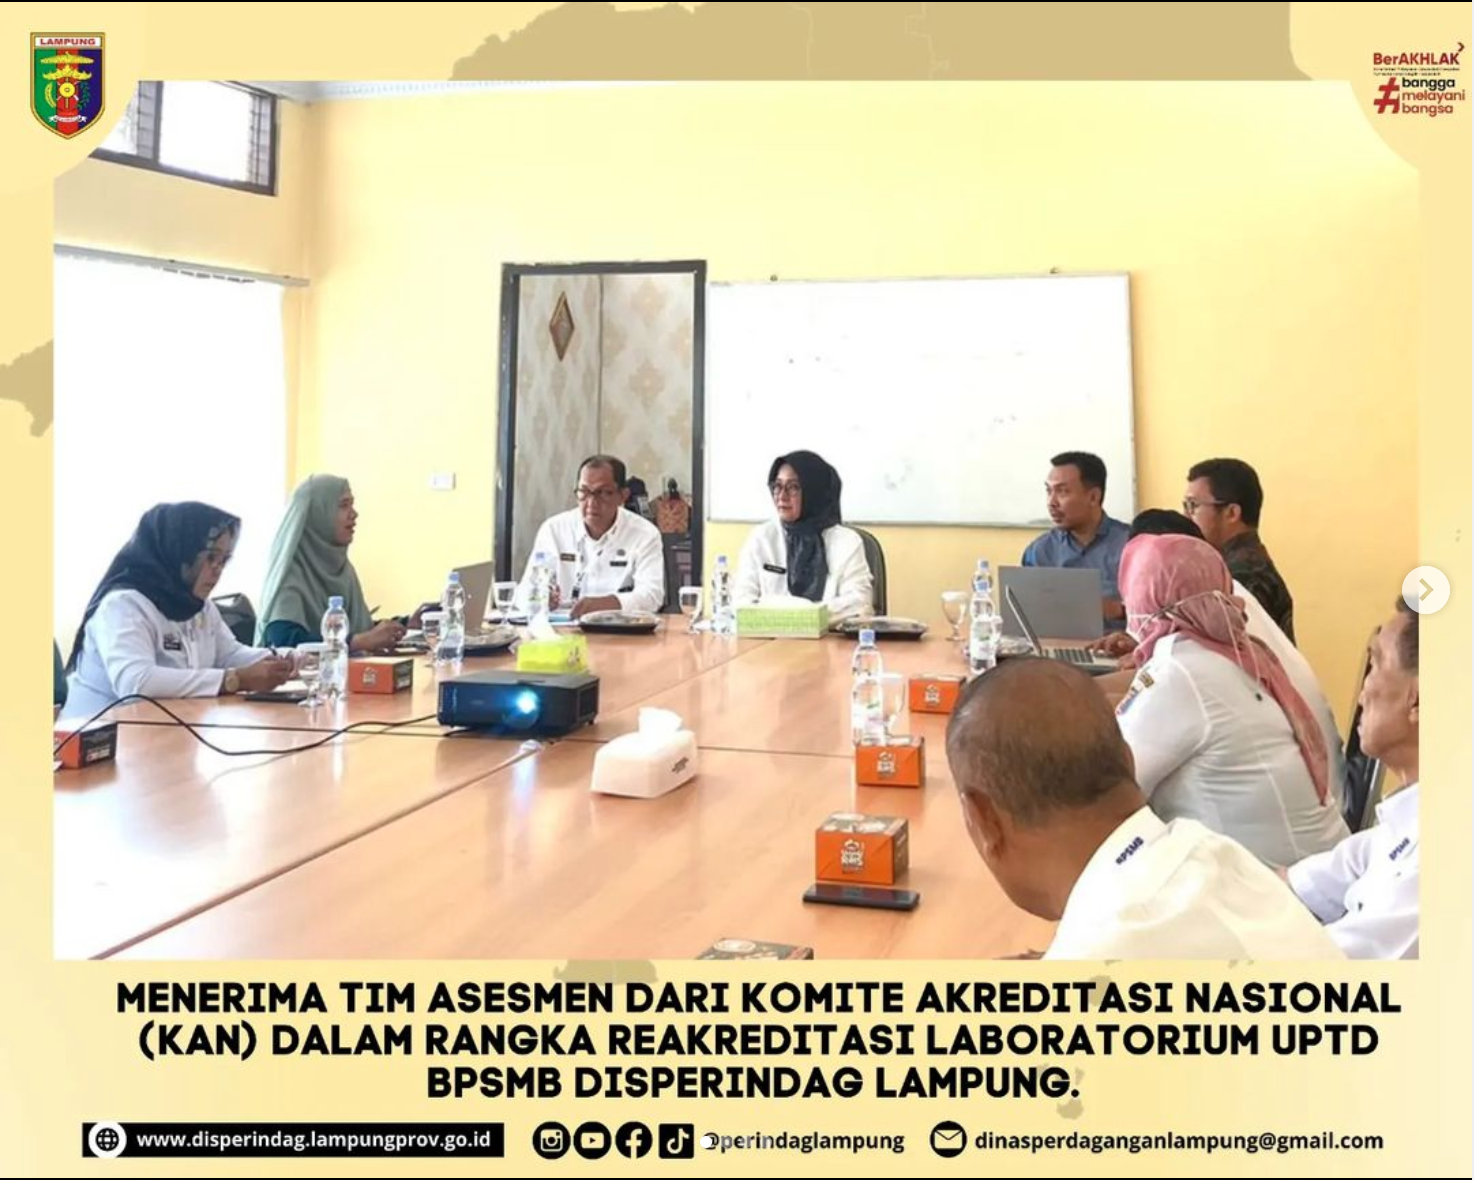 LAMPUNG
BerAKHLAK
#bangga
melayani
bangsa
BPSMB
BPSMB
MENERIMA TIM ASESMEN DARI KOMITE AKREDITASI NASIONAL
(KAN) DALAM RANGKA REAKREDITASI LABORATORIUM UPTD
BPSMB DISPERINDAG LAMPUNG.
www.disperindag.lampungprov.go.id
@perindaglampung
dinasperdaganganlampung@gmail.com